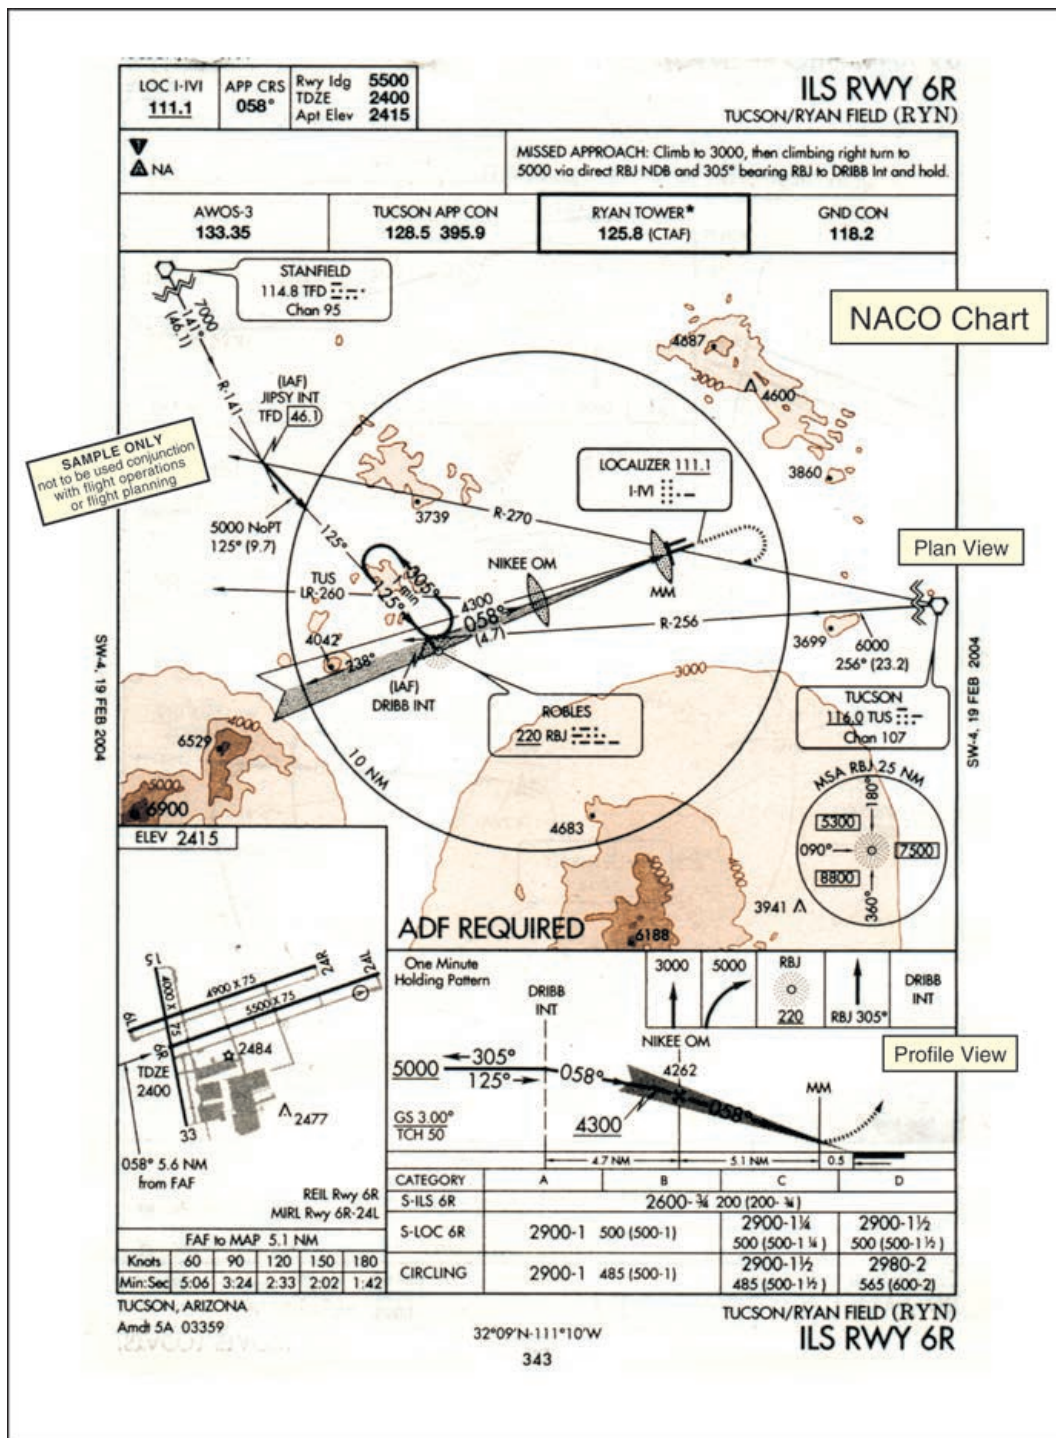 LOC I-IVI
111.1
APP CRS
058°
Rwy ldg 5500
TDZE 2400
Apt Elev 2415
ILS RWY 6R
TUCSON/RYAN FIELD (RYN)
T
A NA
MISSED APPROACH: Climb to 3000, then climbing right turn to
5000 via direct RBJ NDB and 305° bearing RBJ to DRIBB Int and hold.
AWOS-3
133.35
TUCSON APP CON
128.5 395.9
RYAN TOWER*
125.8 (CTAF)
GND CON
118.2
STANFIELD
114.8 TFD
Chan 95
NACO Chart
7000
141°
(46.1)
R-141
(IAF)
JIPSY INT
TFD 46.1
SAMPLE ONLY
not to be used conjunction
with flight operations
or flight planning
4687
3000
4600
3860
LOCALIZER 111.1
I-IVI
3739
R-270
5000 NoPT
125° (9.7)
125°
Plan View
NIKEE OM
MM
TUS
LR-260
305°
1 min
125°
4300
058°
(4.7)
R-256
3699
6000
256° (23.2)
4042
238°
(IAF)
DRIBB INT
3000
ROBLES
220 RBJ
TUCSON
116.0 TUS
Chan 107
SW-4, 19 FEB 2004
SW-4, 19 FEB 2004
4000
6529
5000
6900
10 NM
4683
4000
MSA RBJ 25 NM
180°
5300
090°
7500
8800
360°
3941
6188
ADF REQUIRED
ELEV 2415
15
4900 X 75
24R
24L
4000 X 75
5500 X 75
A
6L
6R
2484
TDZE
2400
2477
33
058° 5.6 NM
from FAF
REIL Rwy 6R
MIRL Rwy 6R-24L
One Minute
Holding Pattern
DRIBB
INT
3000
5000
RBJ
220
RBJ 305°
DRIBB
INT
NIKEE OM
4262
Profile View
5000
305°
125°
058°
058°
MM
GS 3.00°
TCH 50
4300
4.7 NM
5.1 NM
0.5
CATEGORY A B C D
S-ILS 6R 2600-¾ 200 (200-¾)
S-LOC 6R 2900-1 500 (500-1) 2900-1¼ 500 (500-1¼) 2900-1½ 500 (500-1½)
CIRCLING 2900-1 485 (500-1) 2900-1½ 485 (500-1½) 2980-2 565 (600-2)
FAF to MAP 5.1 NM
Knots 60 90 120 150 180
Min:Sec 5:06 3:24 2:33 2:02 1:42
TUCSON, ARIZONA
Amdt 5A 03359
32°09'N-111°10'W
343
TUCSON/RYAN FIELD (RYN)
ILS RWY 6R